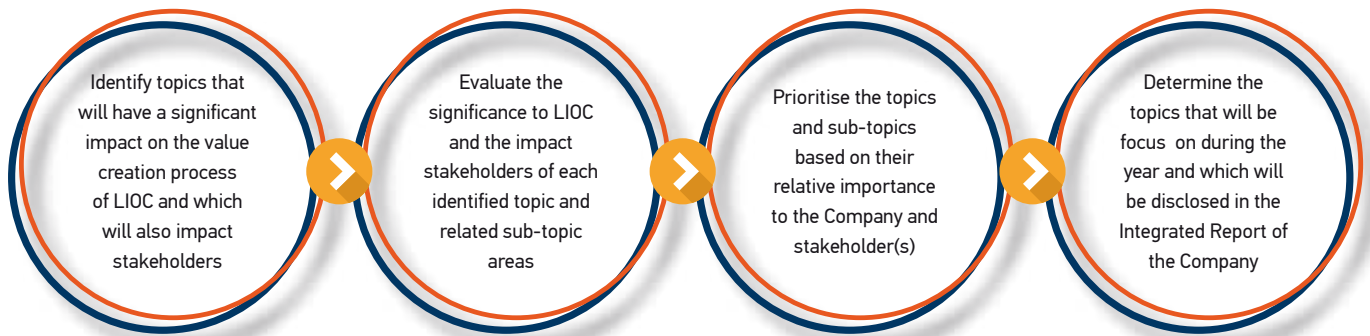 Identify topics that
will have a significant
impact on the value
creation process
of LIOC and which
will also impact
stakeholders
Evaluate the
significance to LIOC
and the impact
stakeholders of each
identified topic and
related sub-topic
areas
Prioritise the topics
and sub-topics
based on their
relative importance
to the Company and
stakeholder(s)
Determine the
topics that will be
focus on during the
year and which will
be disclosed in the
Integrated Report of
the Company